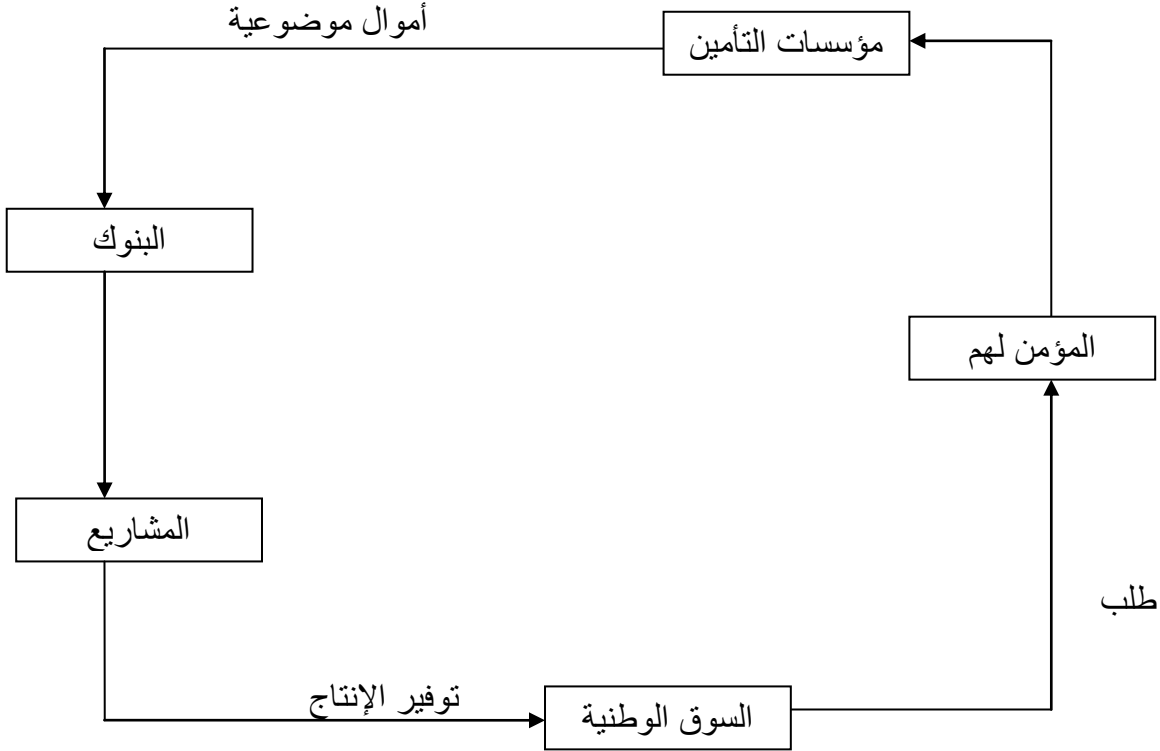 أموال موضوعية
مؤسسات التأمين
البنوك
المؤمن لهم
المشاريع
طلب
توفير الإنتاج
السوق الوطنية